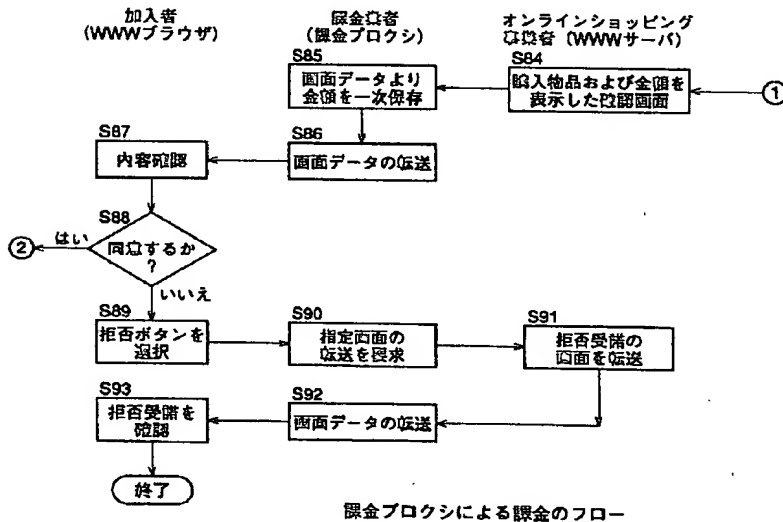 加入者
(WWWブラウザ)
課金業者
(課金プロクシ)
オンラインショッピング
事業者 (WWWサーバ)
S85
画面データより
金額を一次保存
S84
購入物品および金額を
表示した確認画面
1
S87
内容確認
S86
画面データの転送
S88
同意するか
?
はい
2
いいえ
S89
拒否ボタンを
選択
S90
指定画面の
転送を要求
S91
拒否受諾の
画面を転送
S93
拒否受諾を
確認
S92
画面データの転送
終了
課金プロクシによる課金のフロー